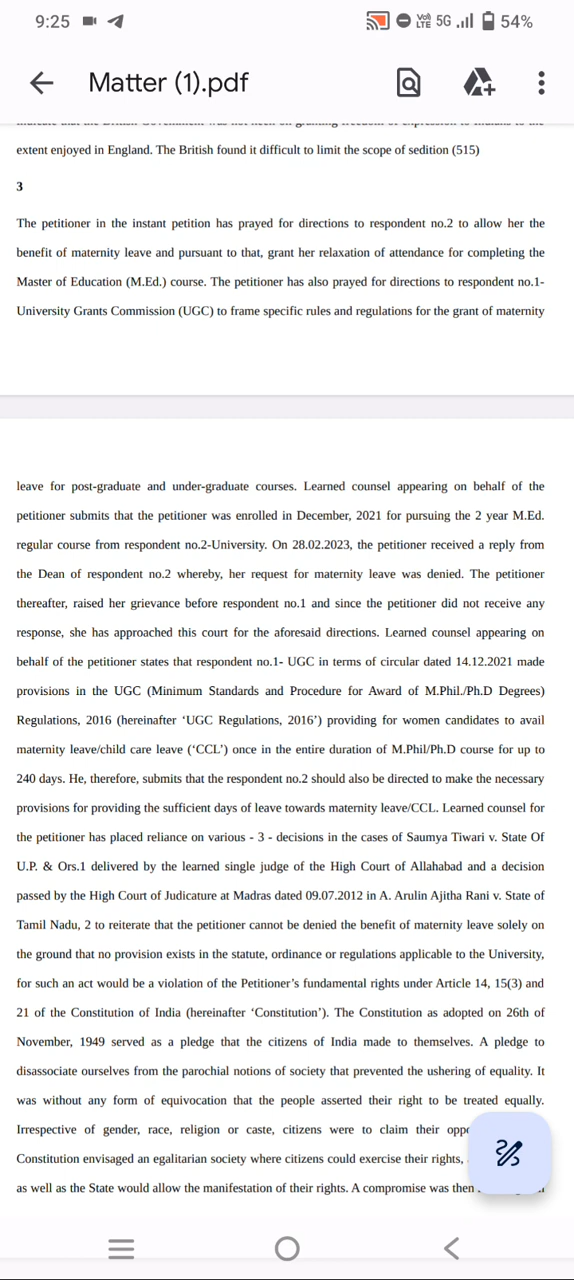 9:25
Vo)) LTE 5G 54%
Matter (1).pdf
extent enjoyed in England. The British found it difficult to limit the scope of sedition (515)
3
The petitioner in the instant petition has prayed for directions to respondent no.2 to allow her the
benefit of maternity leave and pursuant to that, grant her relaxation of attendance for completing the
Master of Education (M.Ed.) course. The petitioner has also prayed for directions to respondent no.1-
University Grants Commission (UGC) to frame specific rules and regulations for the grant of maternity
leave for post-graduate and under-graduate courses. Learned counsel appearing on behalf of the
petitioner submits that the petitioner was enrolled in December, 2021 for pursuing the 2 year M.Ed.
regular course from respondent no.2-University. On 28.02.2023, the petitioner received a reply from
the Dean of respondent no.2 whereby, her request for maternity leave was denied. The petitioner
thereafter, raised her grievance before respondent no.1 and since the petitioner did not receive any
response, she has approached this court for the aforesaid directions. Learned counsel appearing on
behalf of the petitioner states that respondent no.1- UGC in terms of circular dated 14.12.2021 made
provisions in the UGC (Minimum Standards and Procedure for Award of M.Phil./Ph.D Degrees)
Regulations, 2016 (hereinafter ‘UGC Regulations, 2016’) providing for women candidates to avail
maternity leave/child care leave (‘CCL’) once in the entire duration of M.Phil/Ph.D course for up to
240 days. He, therefore, submits that the respondent no.2 should also be directed to make the necessary
provisions for providing the sufficient days of leave towards maternity leave/CCL. Learned counsel for
the petitioner has placed reliance on various - 3 - decisions in the cases of Saumya Tiwari v. State Of
U.P. & Ors.1 delivered by the learned single judge of the High Court of Allahabad and a decision
passed by the High Court of Judicature at Madras dated 09.07.2012 in A. Arulin Ajitha Rani v. State of
Tamil Nadu, 2 to reiterate that the petitioner cannot be denied the benefit of maternity leave solely on
the ground that no provision exists in the statute, ordinance or regulations applicable to the University,
for such an act would be a violation of the Petitioner’s fundamental rights under Article 14, 15(3) and
21 of the Constitution of India (hereinafter ‘Constitution’). The Constitution as adopted on 26th of
November, 1949 served as a pledge that the citizens of India made to themselves. A pledge to
disassociate ourselves from the parochial notions of society that prevented the ushering of equality. It
was without any form of equivocation that the people asserted their right to be treated equally.
Irrespective of gender, race, religion or caste, citizens were to claim their
Constitution envisaged an egalitarian society where citizens could exercise their rights,
as well as the State would allow the manifestation of their rights. A compromise was then